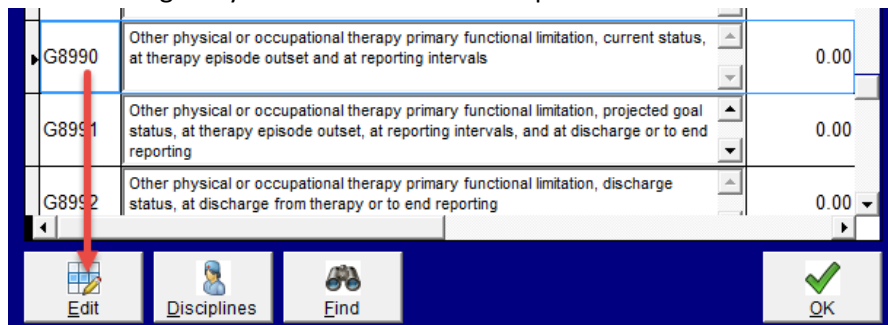 G8990
Other physical or occupational therapy primary functional limitation, current status,
at therapy episode outset and at reporting intervals
0.00
G8991
Other physical or occupational therapy primary functional limitation, projected goal
status, at therapy episode outset, at reporting intervals, and at discharge or to end
reporting
0.00
G8992
Other physical or occupational therapy primary functional limitation, discharge
status, at discharge from therapy or to end reporting
0.00
Edit
Disciplines
Find
OK